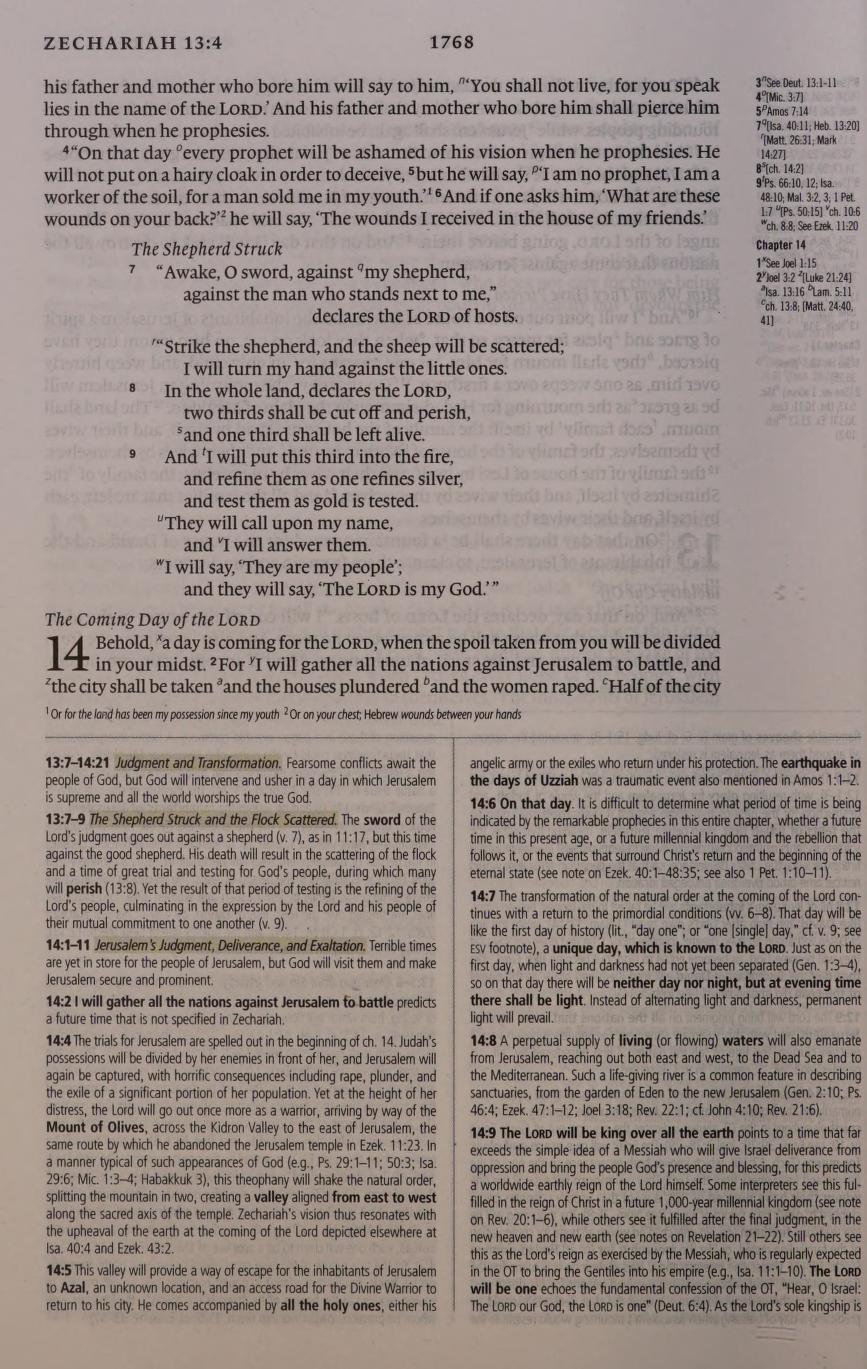 ZECHARIAH 13:4
1768
his father and mother who bore him will say to him, n‘You shall not live, for you speak
lies in the name of the LORD.’ And his father and mother who bore him shall pierce him
through when he prophesies.
4“On that day oevery prophet will be ashamed of his vision when he prophesies. He
will not put on a hairy cloak in order to deceive, 5but he will say, p‘I am no prophet, I am a
worker of the soil, for a man sold me in my youth.’1 6And if one asks him, ‘What are these
wounds on your back?’2 he will say, ‘The wounds I received in the house of my friends.’
The Shepherd Struck
7 “Awake, O sword, against qmy shepherd,
against the man who stands next to me,”
declares the LORD of hosts.
r“Strike the shepherd, and the sheep will be scattered;
I will turn my hand against the little ones.
8 In the whole land, declares the LORD,
two thirds shall be cut off and perish,
sand one third shall be left alive.
9 And tI will put this third into the fire,
and refine them as one refines silver,
and test them as gold is tested.
uThey will call upon my name,
and vI will answer them.
wI will say, ‘They are my people’;
and they will say, ‘The LORD is my God.’”
The Coming Day of the LORD
14 Behold, xa day is coming for the LORD, when the spoil taken from you will be divided
in your midst. 2For yI will gather all the nations against Jerusalem to battle, and
zthe city shall be taken aand the houses plundered band the women raped. cHalf of the city
1 Or for the land has been my possession since my youth 2 Or on your chest; Hebrew wounds between your hands
3nSee Deut. 13:1-11
4o[Mic. 3:7]
5pAmos 7:14
7q[Isa. 40:11; Heb. 13:20]
r[Matt. 26:31; Mark
14:27]
8s[ch. 14:2]
9tPs. 66:10, 12; Isa.
48:10; Mal. 3:2, 3; 1 Pet.
1:7 u[Ps. 50:15] vch. 10:6
wch. 8:8; See Ezek. 11:20
Chapter 14
1xSee Joel 1:15
2yJoel 3:2 z[Luke 21:24]
aIsa. 13:16 bLam. 5:11
cch. 13:8; [Matt. 24:40,
41]
13:7–14:21 Judgment and Transformation. Fearsome conflicts await the
people of God, but God will intervene and usher in a day in which Jerusalem
is supreme and all the world worships the true God.
13:7–9 The Shepherd Struck and the Flock Scattered. The sword of the
Lord's judgment goes out against a shepherd (v. 7), as in 11:17, but this time
against the good shepherd. His death will result in the scattering of the flock
and a time of great trial and testing for God's people, during which many
will perish (13:8). Yet the result of that period of testing is the refining of the
Lord's people, culminating in the expression by the Lord and his people of
their mutual commitment to one another (v. 9).
14:1–11 Jerusalem's Judgment, Deliverance, and Exaltation. Terrible times
are yet in store for the people of Jerusalem, but God will visit them and make
Jerusalem secure and prominent.
14:2 I will gather all the nations against Jerusalem to battle predicts
a future time that is not specified in Zechariah.
14:4 The trials for Jerusalem are spelled out in the beginning of ch. 14. Judah's
possessions will be divided by her enemies in front of her, and Jerusalem will
again be captured, with horrific consequences including rape, plunder, and
the exile of a significant portion of her population. Yet at the height of her
distress, the Lord will go out once more as a warrior, arriving by way of the
Mount of Olives, across the Kidron Valley to the east of Jerusalem, the
same route by which he abandoned the Jerusalem temple in Ezek. 11:23. In
a manner typical of such appearances of God (e.g., Ps. 29:1–11; 50:3; Isa.
29:6; Mic. 1:3–4; Habakkuk 3), this theophany will shake the natural order,
splitting the mountain in two, creating a valley aligned from east to west
along the sacred axis of the temple. Zechariah's vision thus resonates with
the upheaval of the earth at the coming of the Lord depicted elsewhere at
Isa. 40:4 and Ezek. 43:2.
14:5 This valley will provide a way of escape for the inhabitants of Jerusalem
to Azal, an unknown location, and an access road for the Divine Warrior to
return to his city. He comes accompanied by all the holy ones, either his
angelic army or the exiles who return under his protection. The earthquake in
the days of Uzziah was a traumatic event also mentioned in Amos 1:1–2.
14:6 On that day. It is difficult to determine what period of time is being
indicated by the remarkable prophecies in this entire chapter, whether a future
time in this present age, or a future millennial kingdom and the rebellion that
follows it, or the events that surround Christ's return and the beginning of the
eternal state (see note on Ezek. 40:1–48:35; see also 1 Pet. 1:10–11).
14:7 The transformation of the natural order at the coming of the Lord con-
tinues with a return to the primordial conditions (vv. 6–8). That day will be
like the first day of history (lit., “day one”; or “one [single] day,” cf. v. 9; see
ESV footnote), a unique day, which is known to the LORD. Just as on the
first day, when light and darkness had not yet been separated (Gen. 1:3–4),
so on that day there will be neither day nor night, but at evening time
there shall be light. Instead of alternating light and darkness, permanent
light will prevail.
14:8 A perpetual supply of living (or flowing) waters will also emanate
from Jerusalem, reaching out both east and west, to the Dead Sea and to
the Mediterranean. Such a life-giving river is a common feature in describing
sanctuaries, from the garden of Eden to the new Jerusalem (Gen. 2:10; Ps.
46:4; Ezek. 47:1–12; Joel 3:18; Rev. 22:1; cf. John 4:10; Rev. 21:6).
14:9 The LORD will be king over all the earth points to a time that far
exceeds the simple idea of a Messiah who will give Israel deliverance from
oppression and bring the people God's presence and blessing, for this predicts
a worldwide earthly reign of the Lord himself. Some interpreters see this ful-
filled in the reign of Christ in a future 1,000-year millennial kingdom (see note
on Rev. 20:1–6), while others see it fulfilled after the final judgment, in the
new heaven and new earth (see notes on Revelation 21–22). Still others see
this as the Lord's reign as exercised by the Messiah, who is regularly expected
in the OT to bring the Gentiles into his empire (e.g., Isa. 11:1–10). The LORD
will be one echoes the fundamental confession of the OT, “Hear, O Israel:
The LORD our God, the LORD is one” (Deut. 6:4). As the Lord's sole kingship is